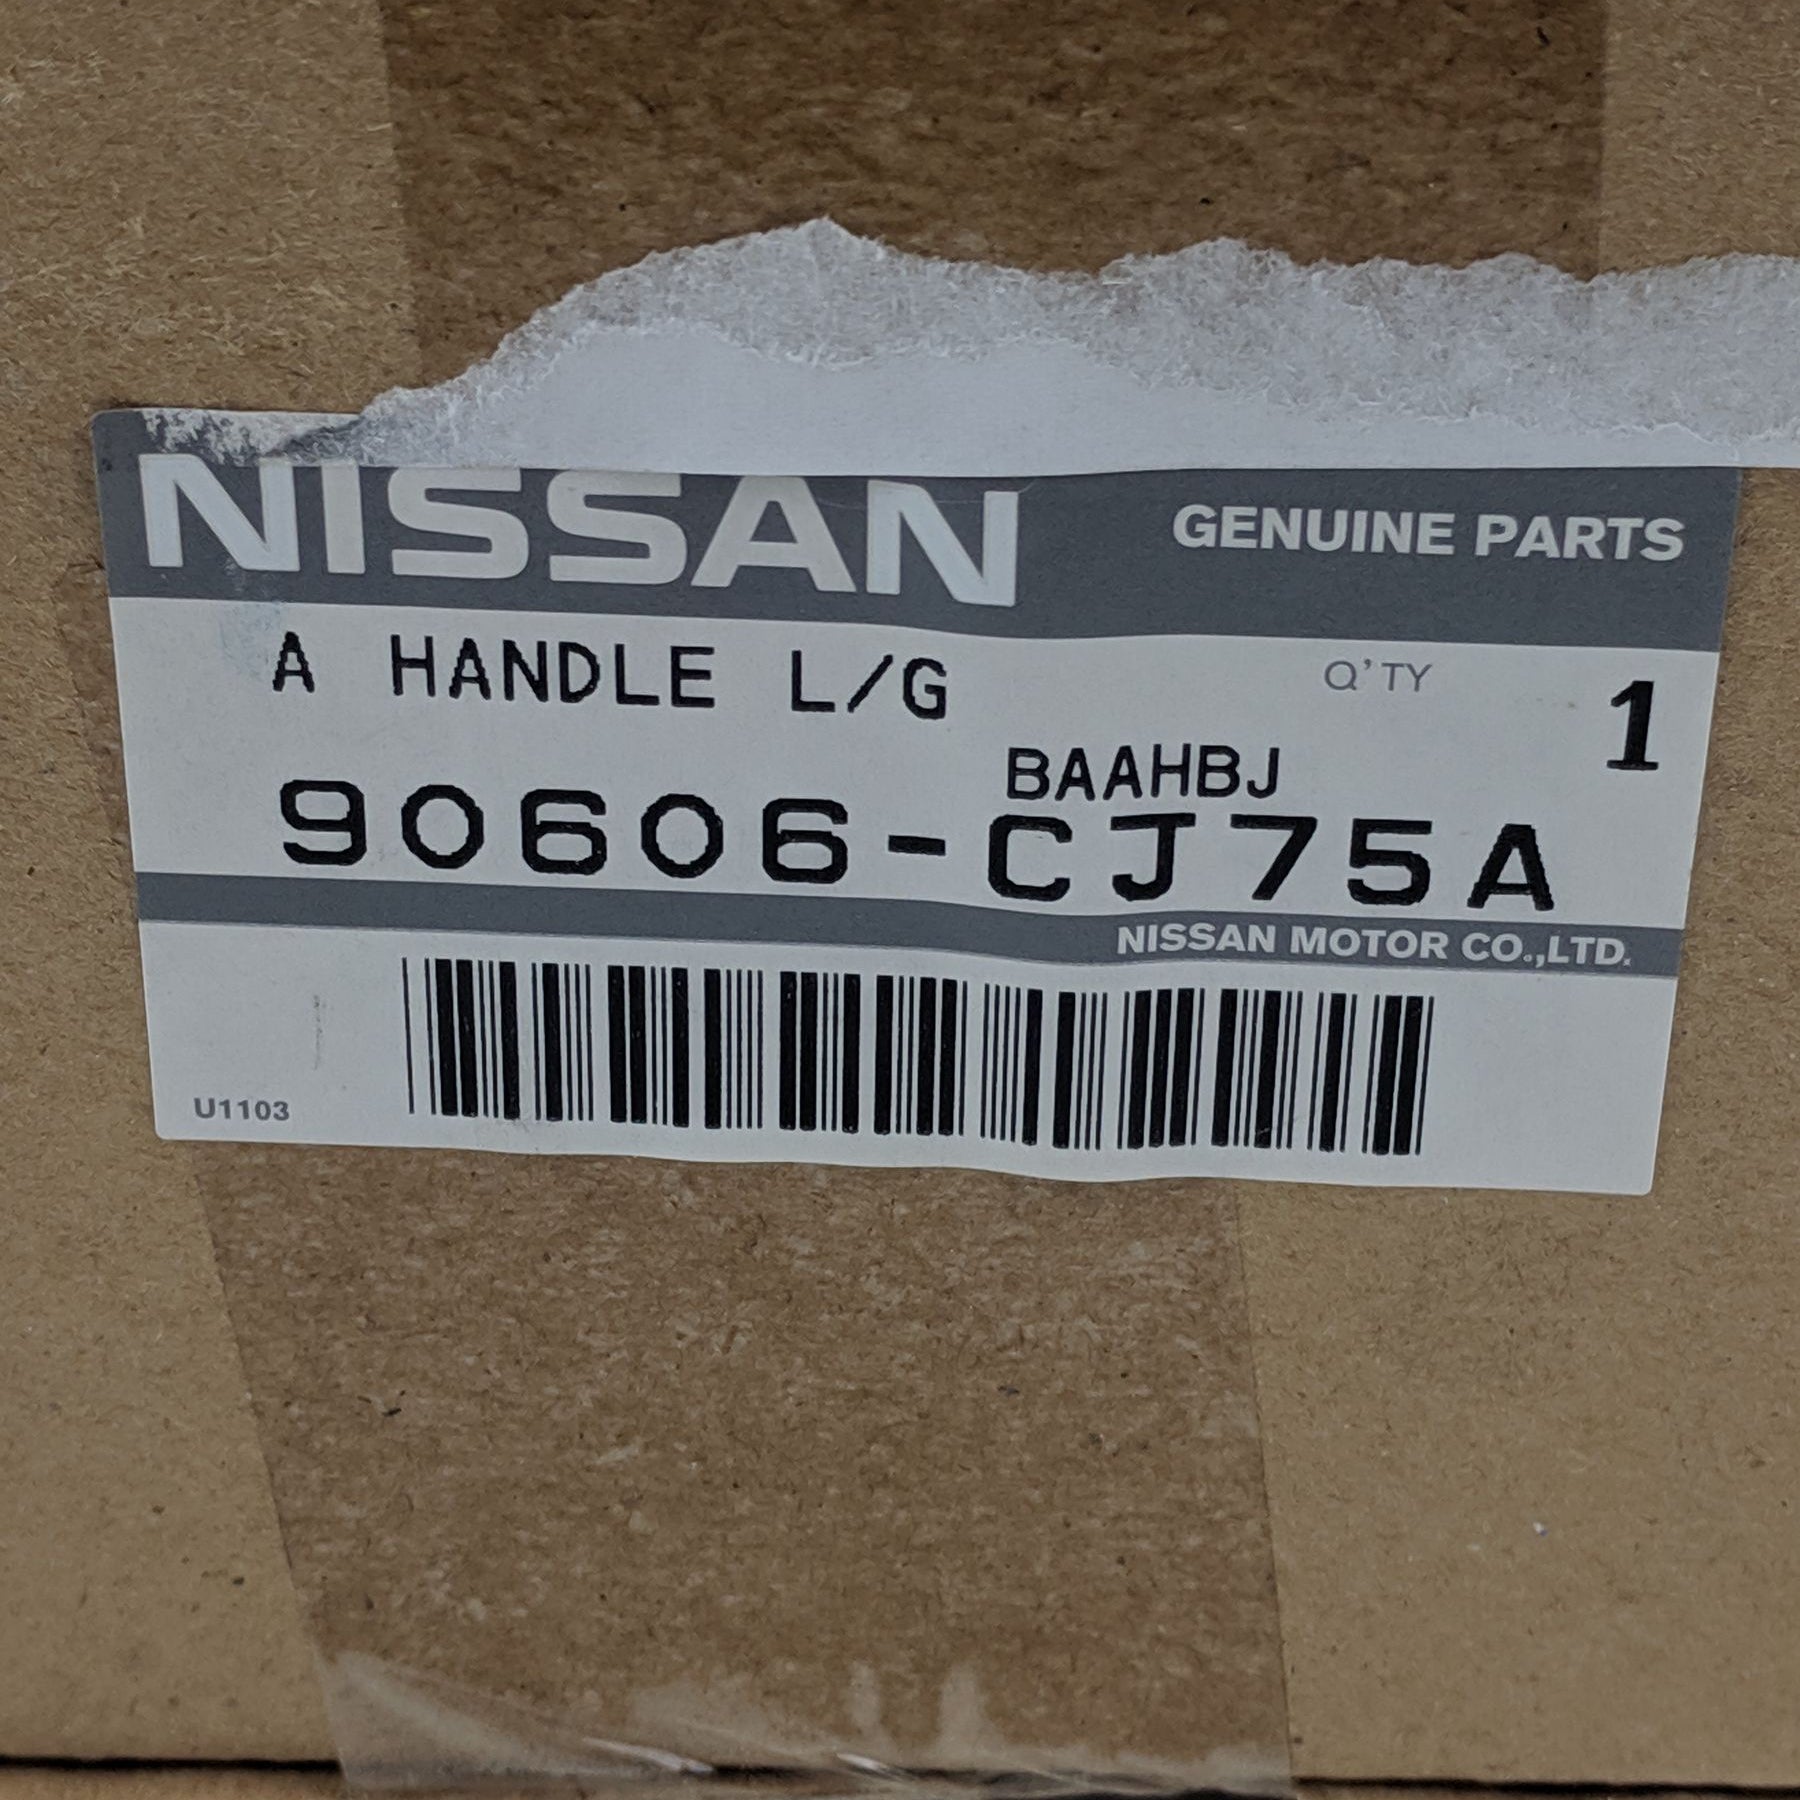 NISSAN GENUINE PARTS
A HANDLE L/G Q'TY 1
BAAHBJ
90606-CJ75A
NISSAN MOTOR CO.,LTD.
U1103